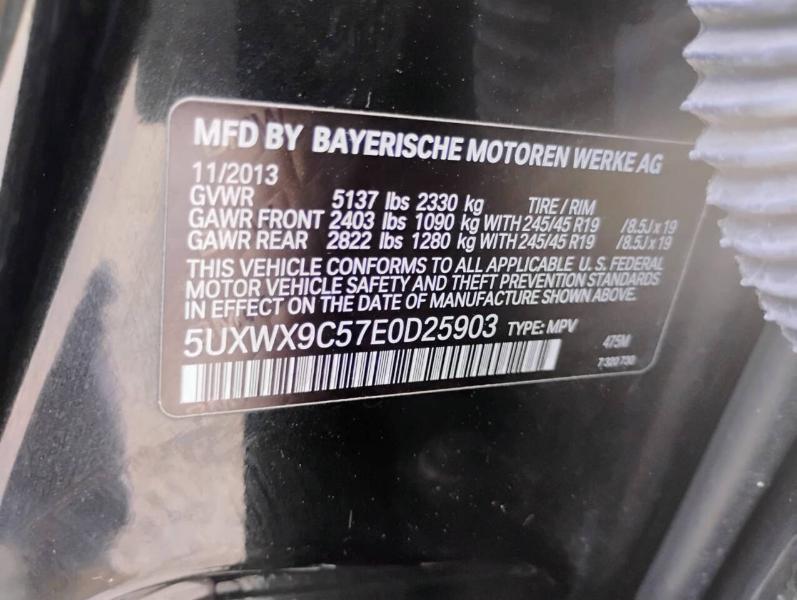 MFD BY BAYERISCHE MOTOREN WERKE AG
11/2013
GVWR 5137 lbs 2330 kg TIRE / RIM
GAWR FRONT 2403 lbs 1090 kg WITH 245/45 R19 /8.5J x 19
GAWR REAR 2822 lbs 1280 kg WITH 245/45 R19 /8.5J x 19
THIS VEHICLE CONFORMS TO ALL APPLICABLE U. S. FEDERAL
MOTOR VEHICLE SAFETY AND THEFT PREVENTION STANDARDS
IN EFFECT ON THE DATE OF MANUFACTURE SHOWN ABOVE.
5UXWX9C57E0D25903 TYPE: MPV 475M
7 300 730